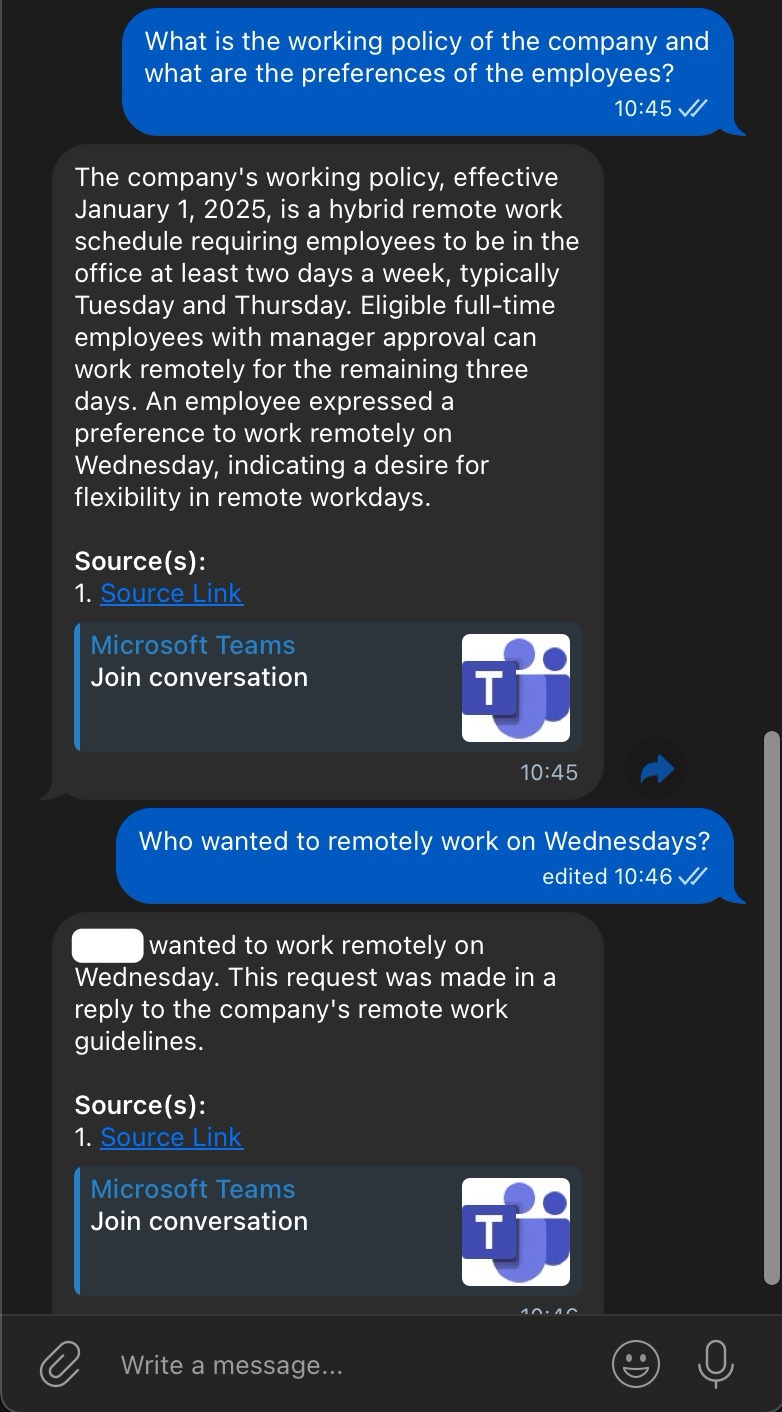 What is the working policy of the company and
what are the preferences of the employees?
10:45
The company's working policy, effective
January 1, 2025, is a hybrid remote work
schedule requiring employees to be in the
office at least two days a week, typically
Tuesday and Thursday. Eligible full-time
employees with manager approval can
work remotely for the remaining three
days. An employee expressed a
preference to work remotely on
Wednesday, indicating a desire for
flexibility in remote workdays.
Source(s):
1. Source Link
Microsoft Teams
Join conversation
T
10:45
Who wanted to remotely work on Wednesdays?
edited 10:46
wanted to work remotely on
Wednesday. This request was made in a
reply to the company's remote work
guidelines.
Source(s):
1. Source Link
Microsoft Teams
Join conversation
T
10:46
Write a message...